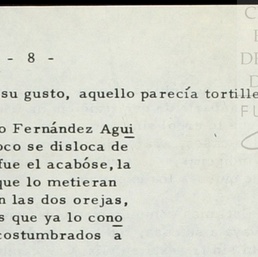 - 8 -
su gusto, aquello parecía tortille
o Fernández Agui
oco se disloca de
fue el acabóse, la
que lo metieran
n las dos orejas,
s que ya lo cono
costumbrados a
C
D
D
F U